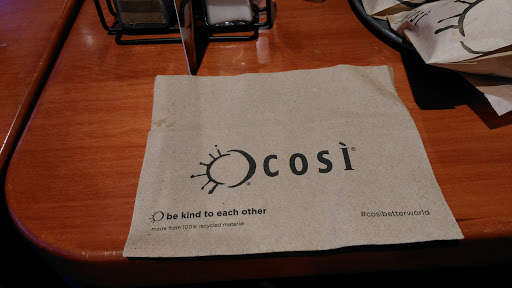 così®
be kind to each other
made from 100% recycled material
#cosibetterworld